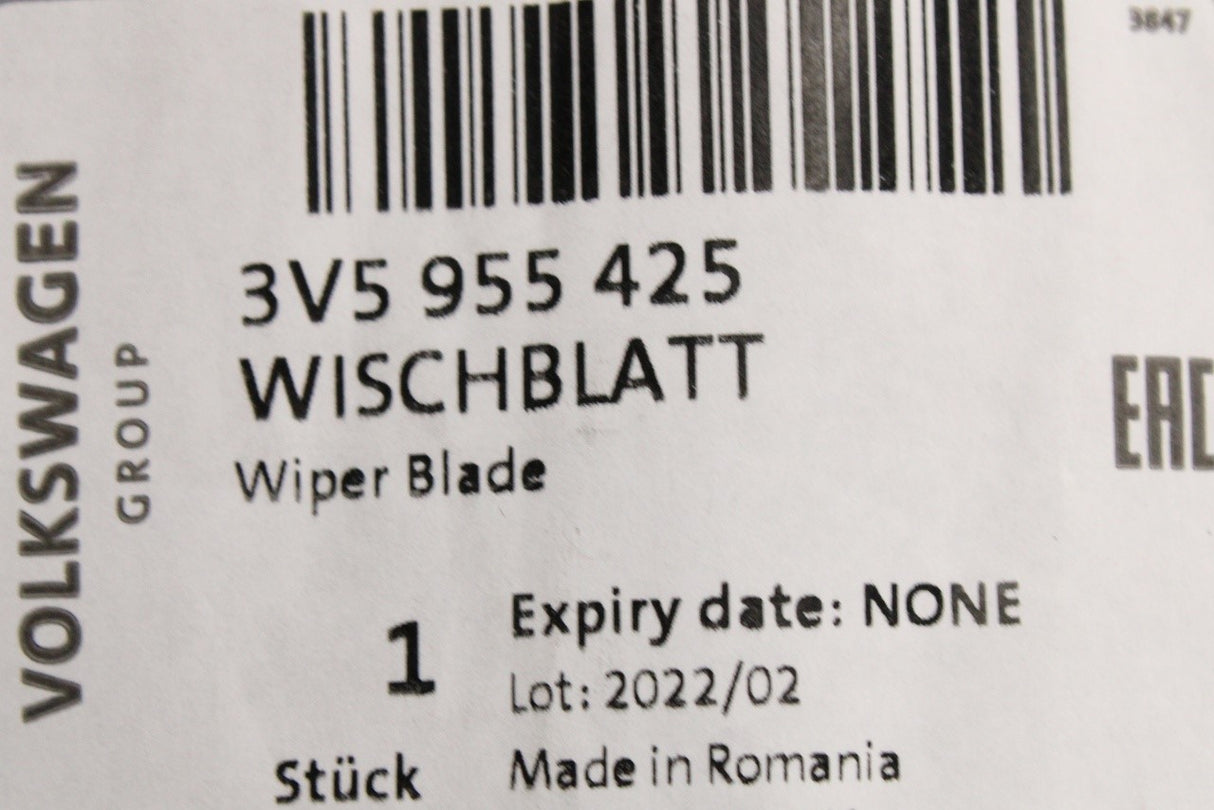 3847
3V5 955 425
WISCHBLATT
Wiper Blade
VOLKSWAGEN
GROUP
EAC
1
Stück
Expiry date: NONE
Lot: 2022/02
Made in Romania